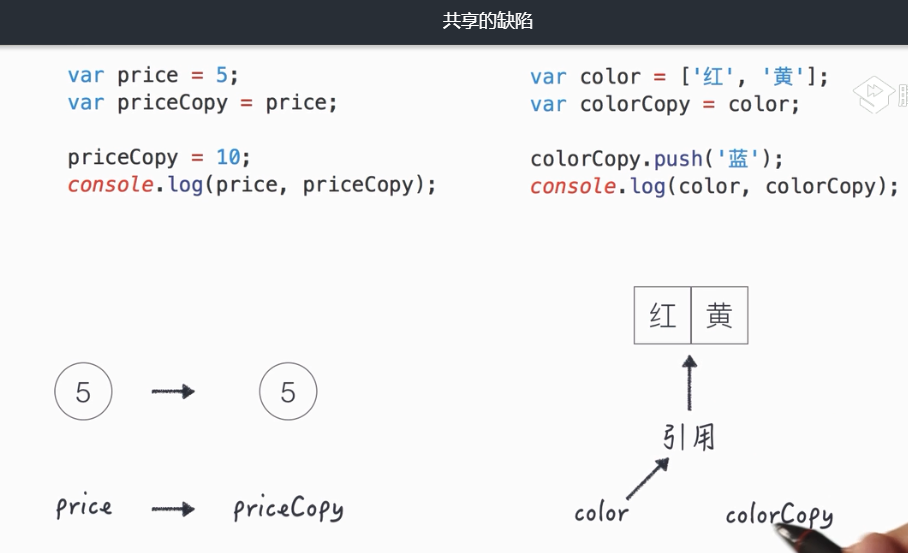 共享的缺陷
var price = 5;
var priceCopy = price;
priceCopy = 10;
console.log(price, priceCopy);
var color = ['红', '黄'];
var colorCopy = color;
colorCopy.push('蓝');
console.log(color, colorCopy);
5
5
price
priceCopy
红 黄
引用
color
colorCopy